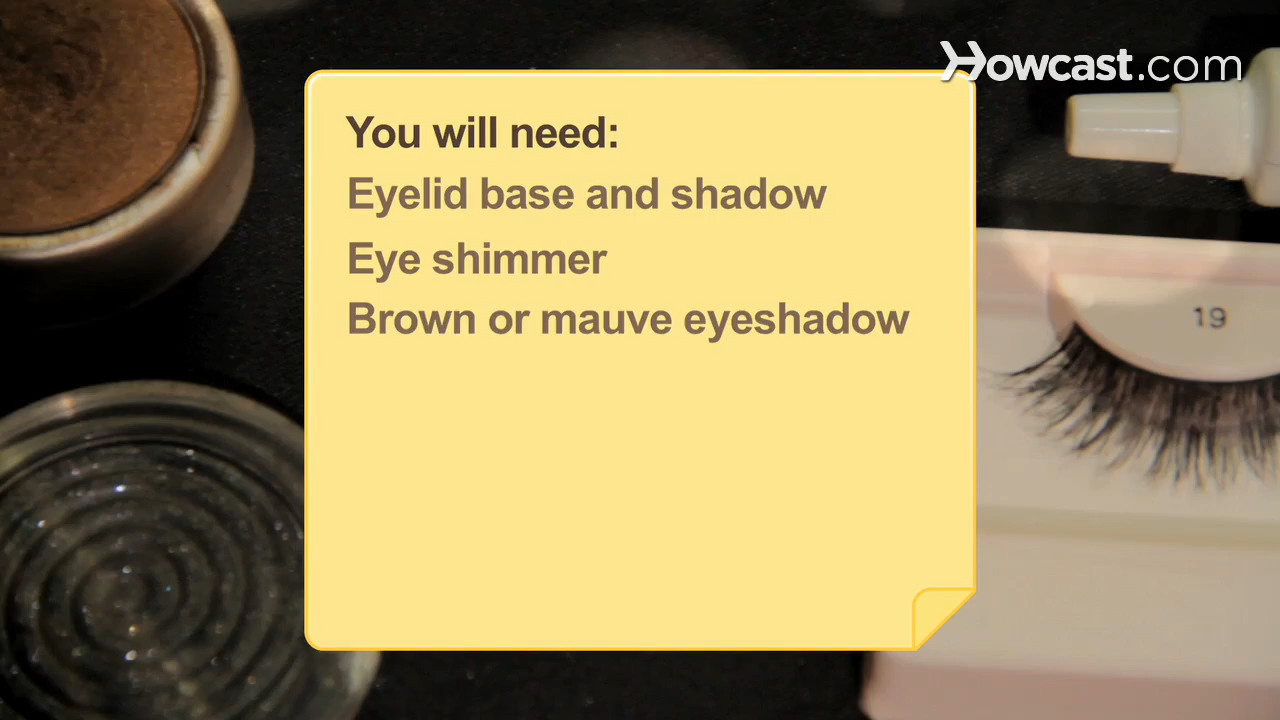 Howcast.com
You will need:
Eyelid base and shadow
Eye shimmer
Brown or mauve eyeshadow
19